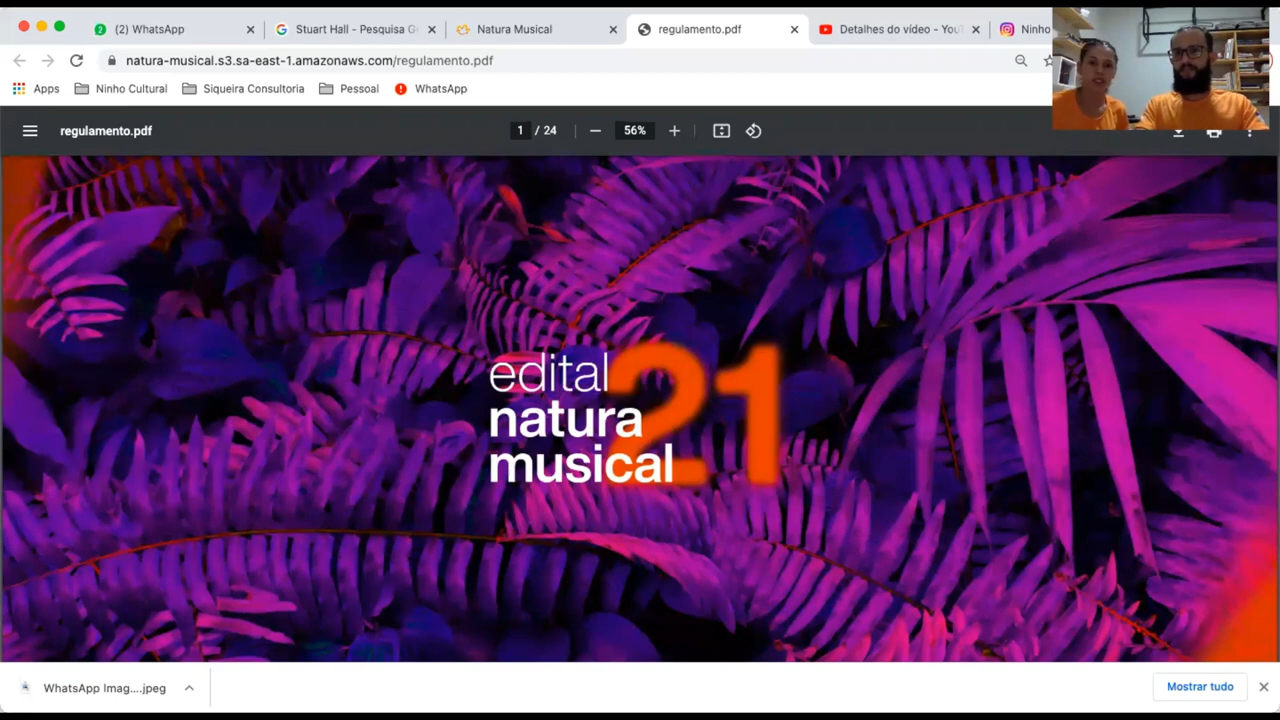 (2) WhatsApp
Stuart Hall - Pesquisa G
Natura Musical
regulamento.pdf
Detalhes do vídeo - You
Ninho
natura-musical.s3.sa-east-1.amazonaws.com/regulamento.pdf
Apps
Ninho Cultural
Siqueira Consultoria
Pessoal
WhatsApp
regulamento.pdf
1 / 24
56%
edital
natura
musical
21
WhatsApp Imag....jpeg
Mostrar tudo